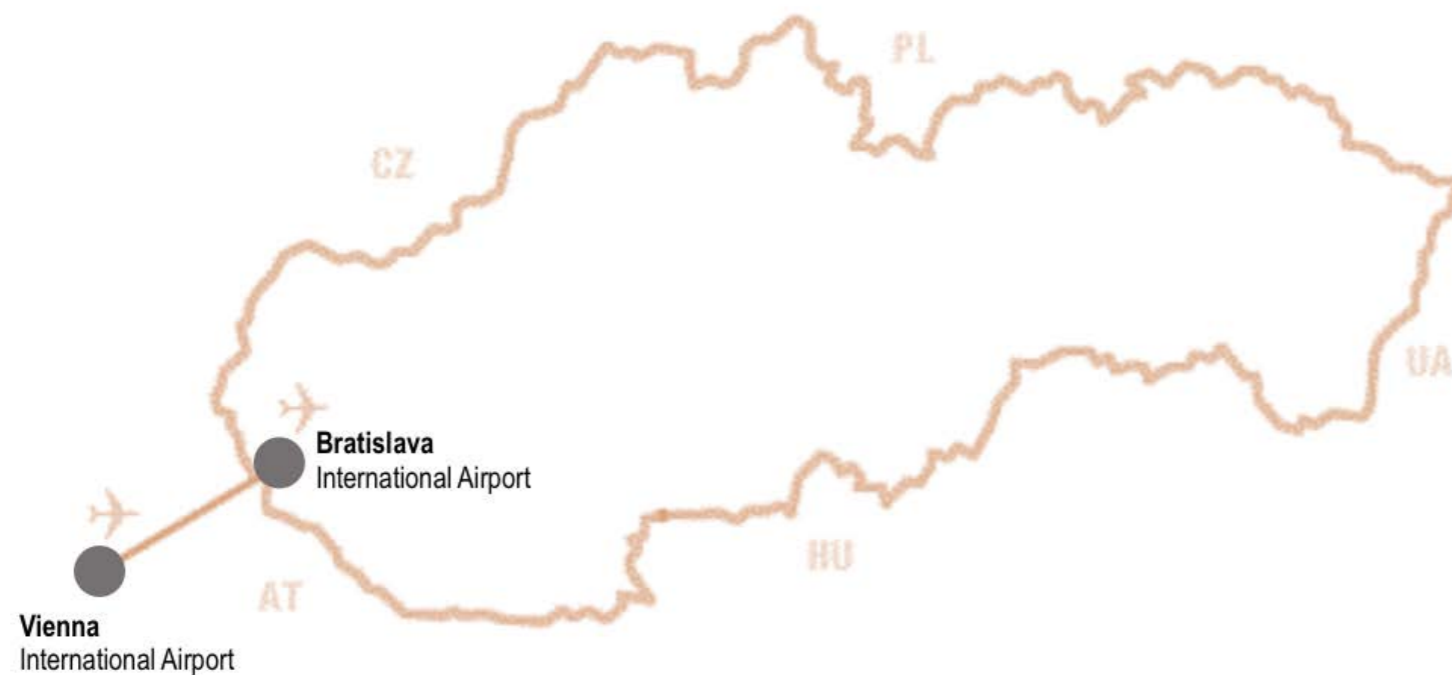 PL
CZ
UA
Bratislava
International Airport
HU
AT
Vienna
International Airport